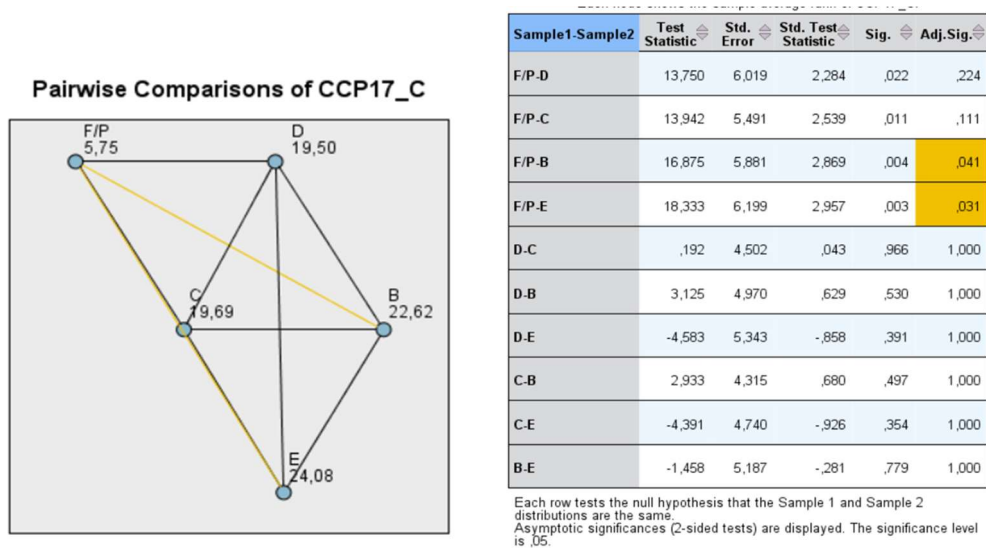 Pairwise Comparisons of CCP17_C
F/P
5,75
D
19,50
C
19,69
B
22,62
E
24,08
Sample1-Sample2 Test Statistic Std. Error Std. Test Statistic Sig. Adj.Sig.
F/P-D 13,750 6,019 2,284 ,022 ,224
F/P-C 13,942 5,491 2,539 ,011 ,111
F/P-B 16,875 5,881 2,869 ,004 ,041
F/P-E 18,333 6,199 2,957 ,003 ,031
D-C ,192 4,502 ,043 ,966 1,000
D-B 3,125 4,970 ,629 ,530 1,000
D-E -4,583 5,343 -,858 ,391 1,000
C-B 2,933 4,315 ,680 ,497 1,000
C-E -4,391 4,740 -,926 ,354 1,000
B-E -1,458 5,187 -,281 ,779 1,000
Each row tests the null hypothesis that the Sample 1 and Sample 2
distributions are the same.
Asymptotic significances (2-sided tests) are displayed. The significance level
is ,05.